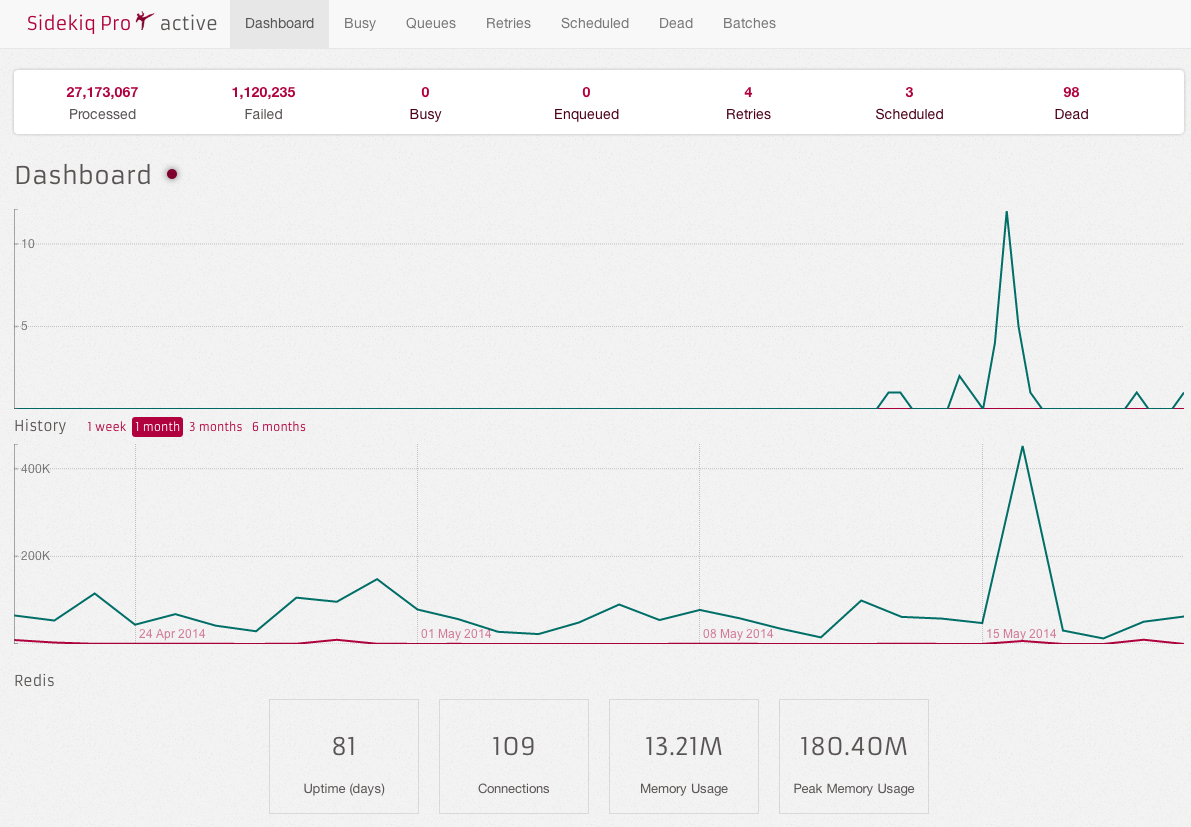 Sidekiq Pro active Dashboard Busy Queues Retries Scheduled Dead Batches
27,173,067 1,120,235 0 0 4 3 98
Processed Failed Busy Enqueued Retries Scheduled Dead
Dashboard
10
5
History 1 week 1 month 3 months 6 months
400K
200K
24 Apr 2014 01 May 2014 08 May 2014 15 May 2014
Redis
81 109 13.21M 180.40M
Uptime (days) Connections Memory Usage Peak Memory Usage